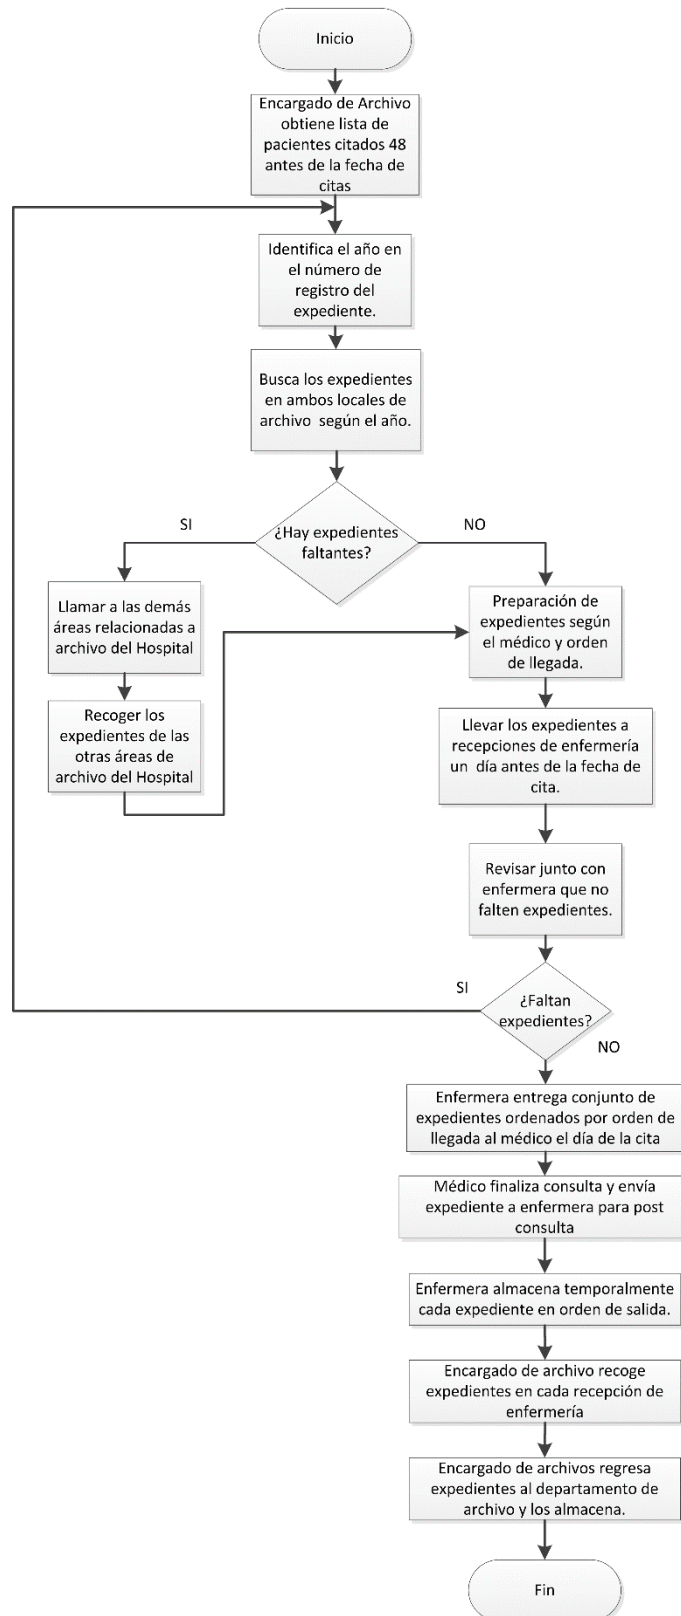 Inicio
Encargado de Archivo
obtiene lista de
pacientes citados 48
antes de la fecha de
citas
Identifica el año en
el número de
registro del
expediente.
Busca los expedientes
en ambos locales de
archivo según el año.
¿Hay expedientes
faltantes?
SI
NO
Llamar a las demás
áreas relacionadas a
archivo del Hospital
Recoger los
expedientes de las
otras áreas de
archivo del Hospital
Preparación de
expedientes según
el médico y orden
de llegada.
Llevar los expedientes a
recepciones de enfermería
un día antes de la fecha de
cita.
Revisar junto con
enfermera que no
falten expedientes.
¿Faltan
expedientes?
SI
NO
Enfermera entrega conjunto de
expedientes ordenados por orden de
llegada al médico el día de la cita
Médico finaliza consulta y envía
expediente a enfermera para post
consulta
Enfermera almacena temporalmente
cada expediente en orden de salida.
Encargado de archivo recoge
expedientes en cada recepción de
enfermería
Encargado de archivos regresa
expedientes al departamento de
archivo y los almacena.
Fin